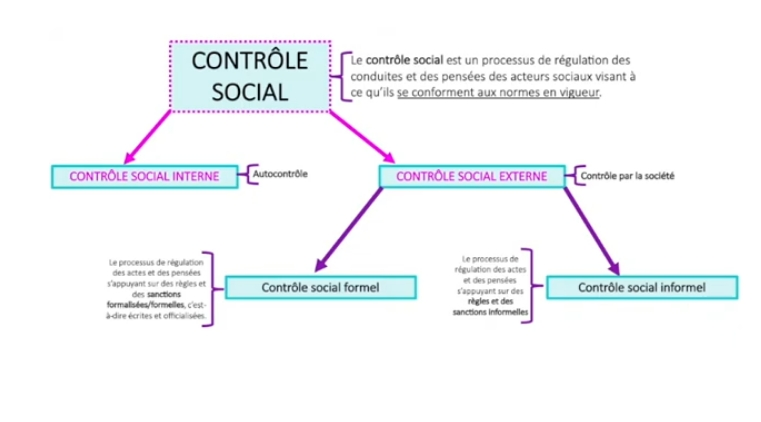 CONTRÔLE
SOCIAL
Le contrôle social est un processus de régulation des
conduites et des pensées des acteurs sociaux visant à
ce qu'ils se conforment aux normes en vigueur.
CONTRÔLE SOCIAL INTERNE
Autocontrôle
CONTRÔLE SOCIAL EXTERNE
Contrôle par la société
Le processus de régulation
des actes et des pensées
s'appuyant sur des règles et
des sanctions
formalisées/formelles, c'est-
à-dire écrites et officialisées.
Contrôle social formel
Le processus de
régulation des actes
et des pensées
s'appuyant sur des
règles et des
sanctions informelles
Contrôle social informel